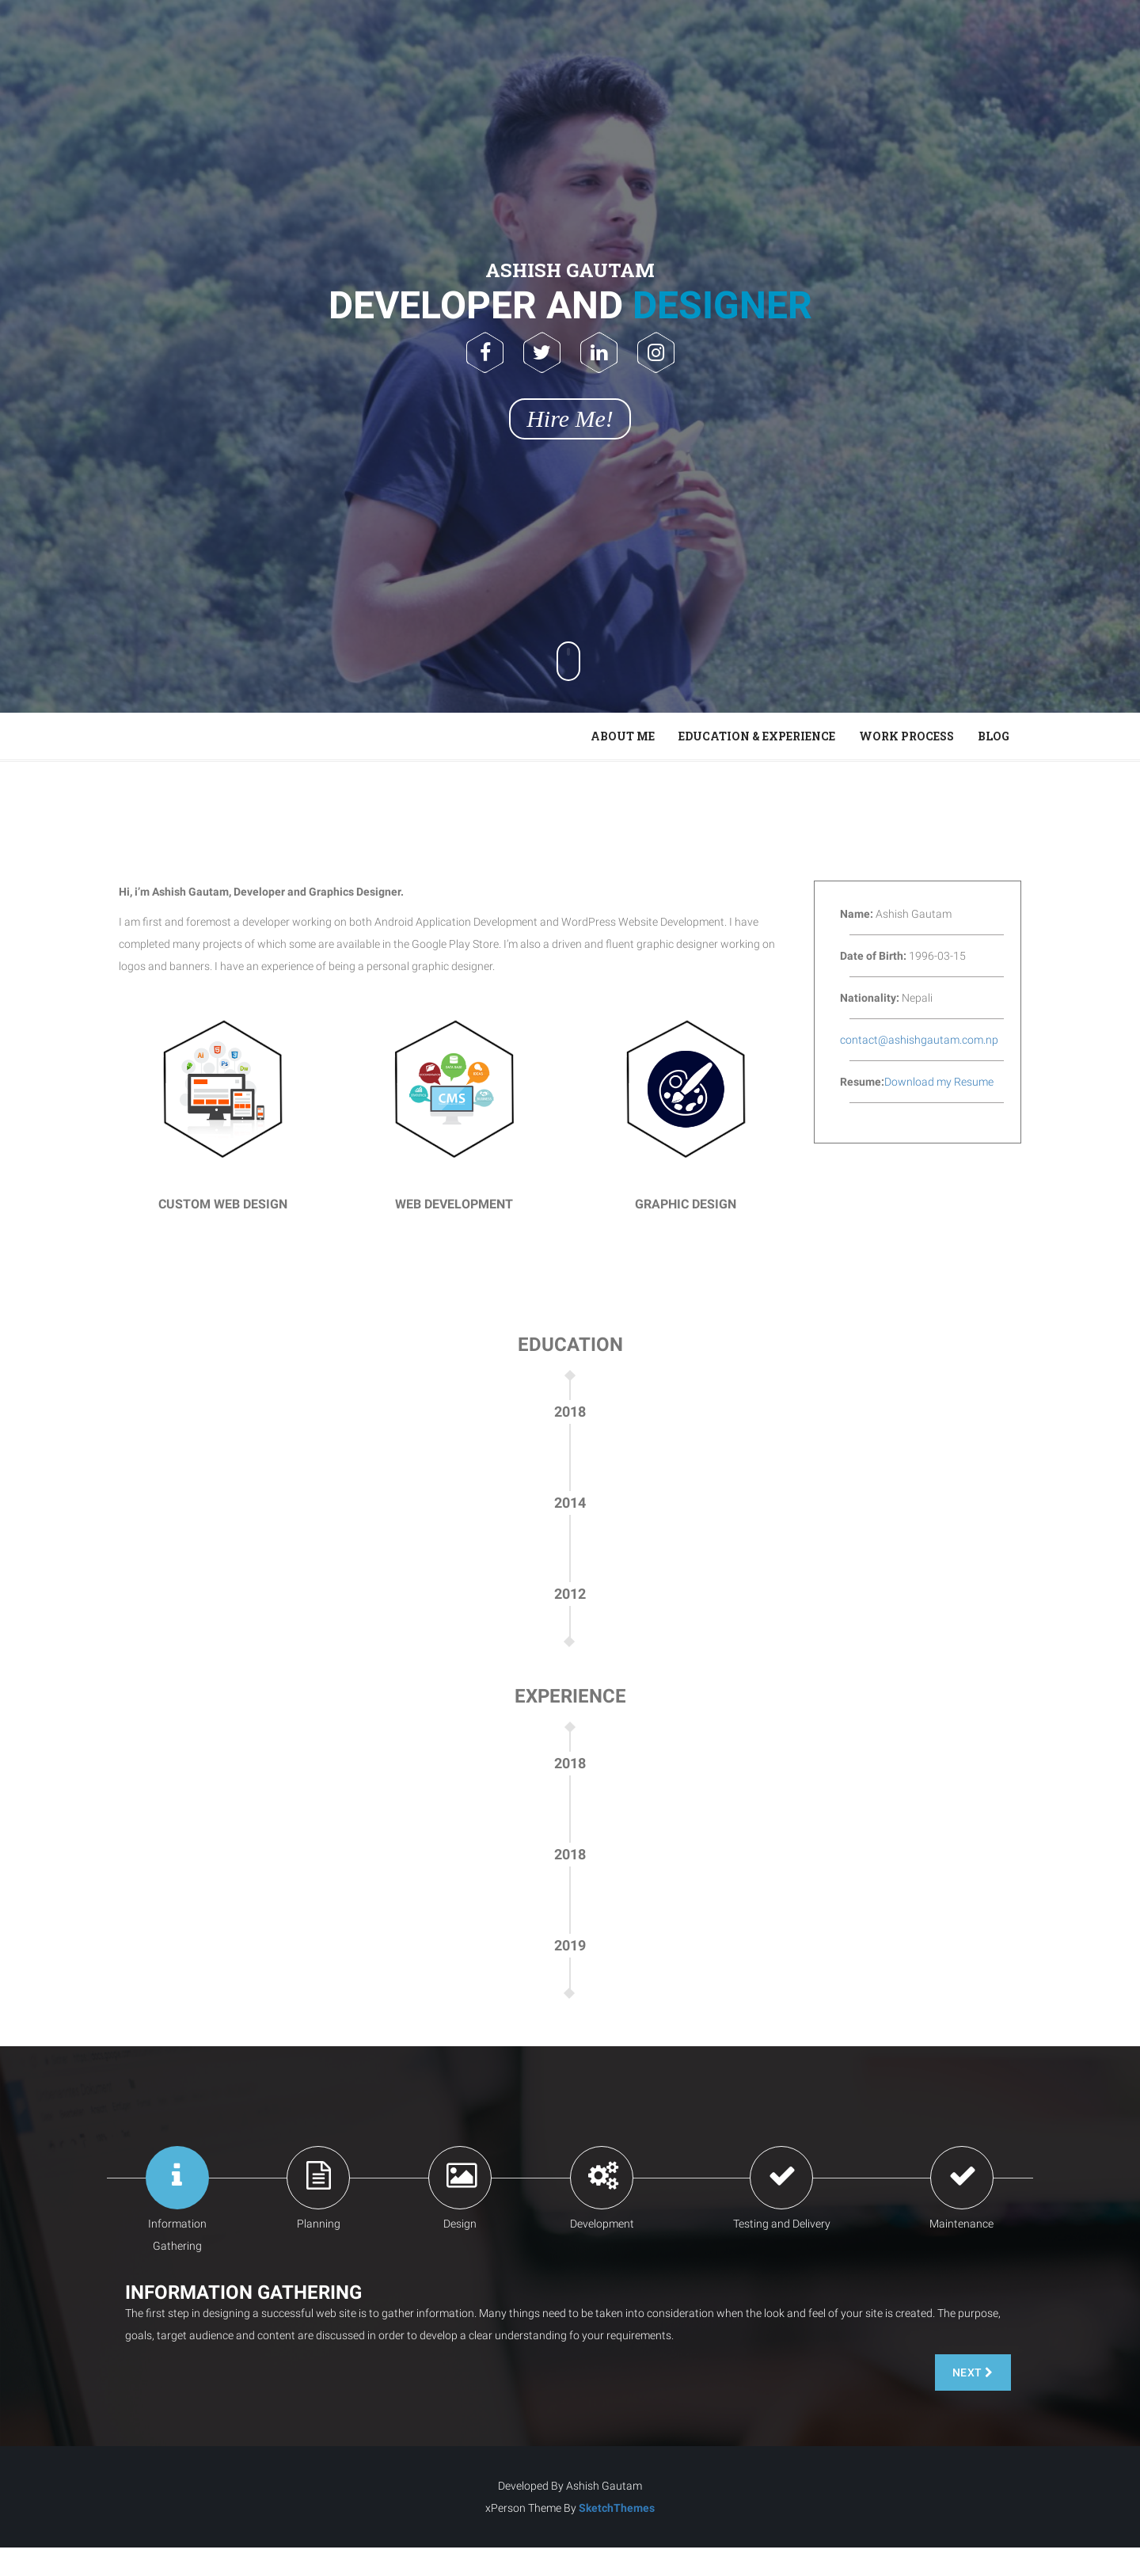 ASHISH GAUTAM
DEVELOPER AND DESIGNER
Hire Me!
ABOUT ME EDUCATION & EXPERIENCE WORK PROCESS BLOG
Hi, i'm Ashish Gautam, Developer and Graphics Designer.
I am first and foremost a developer working on both Android Application Development and WordPress Website Development. I have
completed many projects of which some are available in the Google Play Store. I'm also a driven and fluent graphic designer working on
logos and banners. I have an experience of being a personal graphic designer.
Name: Ashish Gautam
Date of Birth: 1996-03-15
Nationality: Nepali
contact@ashishgautam.com.np
Resume:Download my Resume
Ai
Ps
Dw
CMS
CUSTOM WEB DESIGN
WEB DEVELOPMENT
GRAPHIC DESIGN
EDUCATION
2018
2014
2012
EXPERIENCE
2018
2018
2019
Information
Gathering
Planning
Design
Development
Testing and Delivery
Maintenance
INFORMATION GATHERING
The first step in designing a successful web site is to gather information. Many things need to be taken into consideration when the look and feel of your site is created. The purpose,
goals, target audience and content are discussed in order to develop a clear understanding fo your requirements.
NEXT
Developed By Ashish Gautam
xPerson Theme By SketchThemes